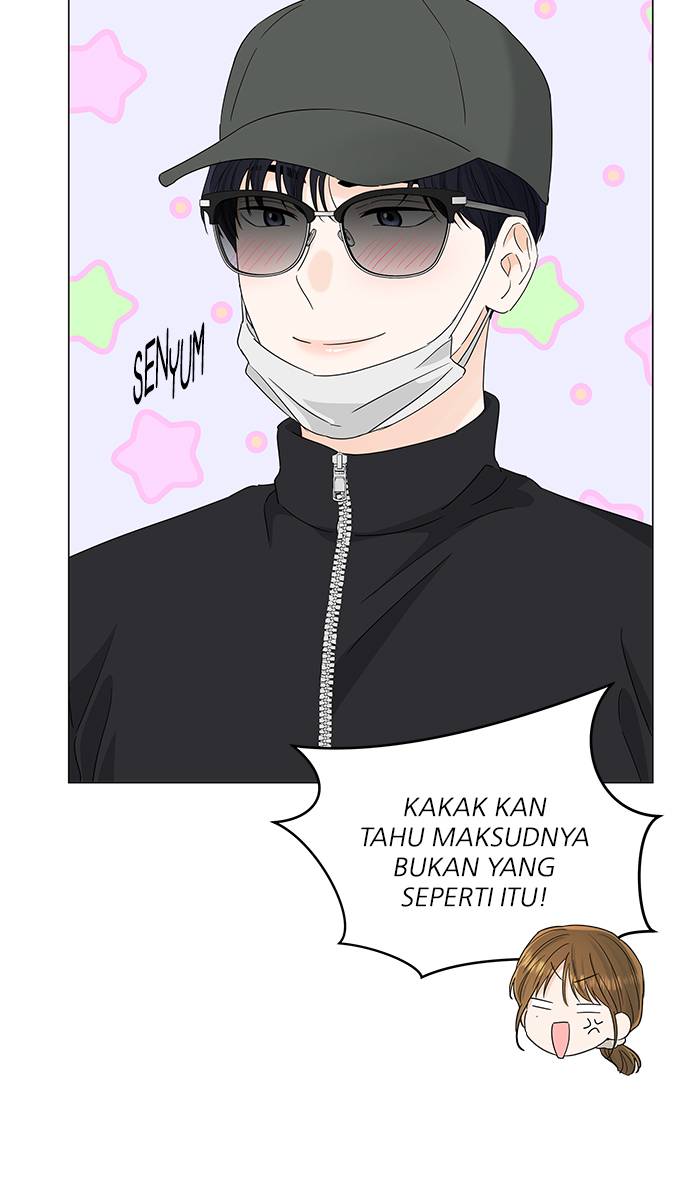 SENYUM
KAKAK KAN
TAHU MAKSUDNYA
BUKAN YANG
SEPERTI ITU!